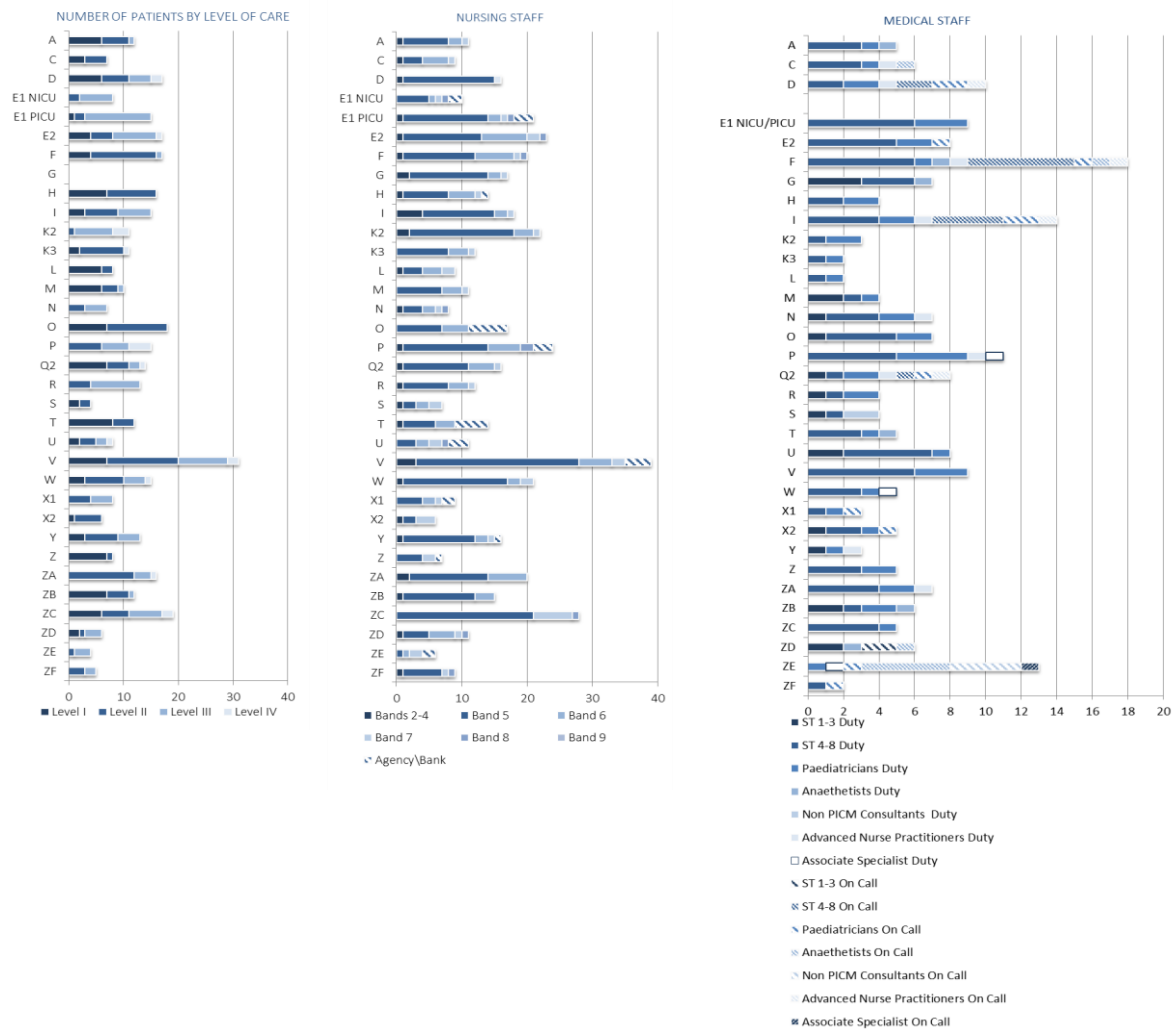 NUMBER OF PATIENTS BY LEVEL OF CARE
A
C
D
E1 NICU
E1 PICU
E2
F
G
H
I
K2
K3
L
M
N
O
P
Q2
R
S
T
U
V
W
X1
X2
Y
Z
ZA
ZB
ZC
ZD
ZE
ZF
0 10 20 30 40
Level I Level II Level III Level IV
NURSING STAFF
A
C
D
E1 NICU
E1 PICU
E2
F
G
H
I
K2
K3
L
M
N
O
P
Q2
R
S
T
U
V
W
X1
X2
Y
Z
ZA
ZB
ZC
ZD
ZE
ZF
0 10 20 30 40
Bands 2-4 Band 5 Band 6
Band 7 Band 8 Band 9
Agency\Bank
MEDICAL STAFF
A
C
D
E1 NICU/PICU
E2
F
G
H
I
K2
K3
L
M
N
O
P
Q2
R
S
T
U
V
W
X1
X2
Y
Z
ZA
ZB
ZC
ZD
ZE
ZF
0 2 4 6 8 10 12 14 16 18 20
ST 1-3 Duty
ST 4-8 Duty
Paediatricians Duty
Anaethetists Duty
Non PICM Consultants Duty
Advanced Nurse Practitioners Duty
Associate Specialist Duty
ST 1-3 On Call
ST 4-8 On Call
Paediatricians On Call
Anaethetists On Call
Non PICM Consultants On Call
Advanced Nurse Practitioners On Call
Associate Specialist On Call